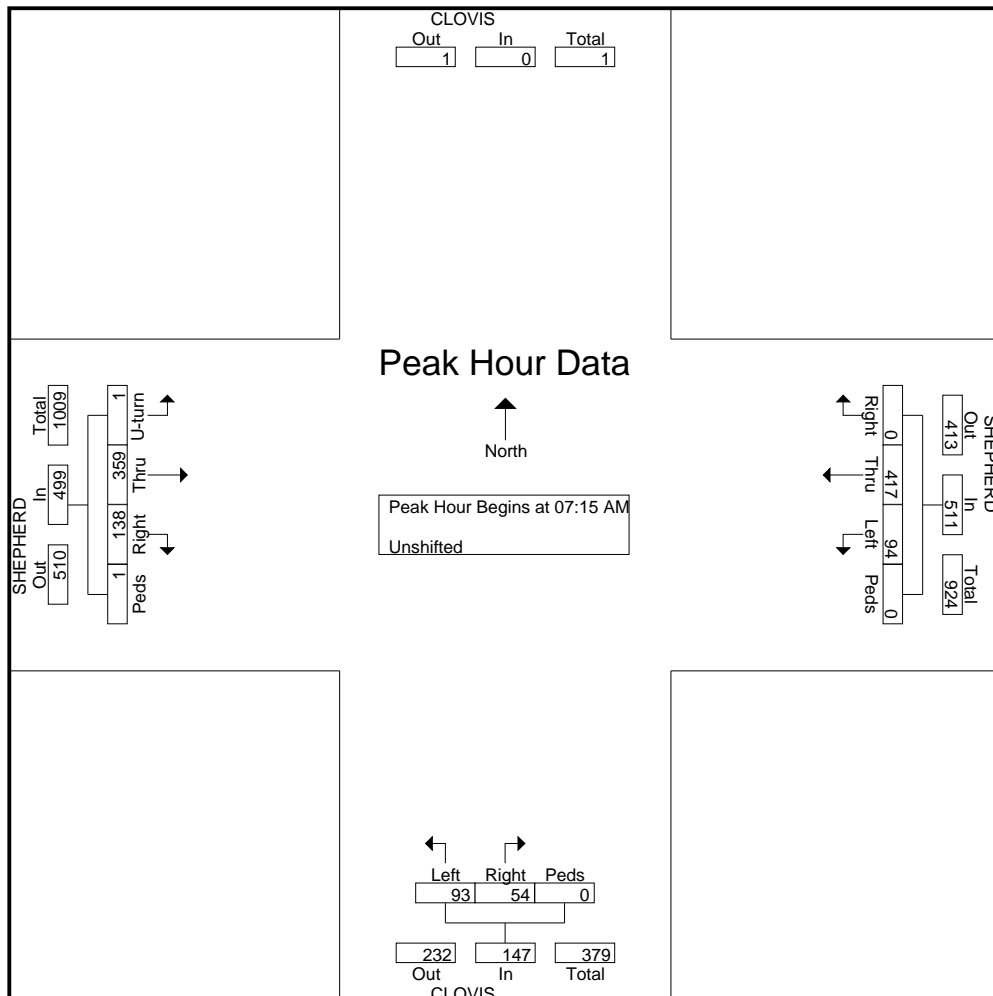 CLOVIS
Out In Total
1 0 1
Peak Hour Data
North
Peak Hour Begins at 07:15 AM
Unshifted
SHEPHERD
Total In Out
1009 499 510
1 359 138 1
U-turn Thru Right Peds
Right Thru Left Peds
0 417 94 0
413 511 924
Out In Total
SHEPHERD
Left Right Peds
93 54 0
232 147 379
Out In Total
CLOVIS